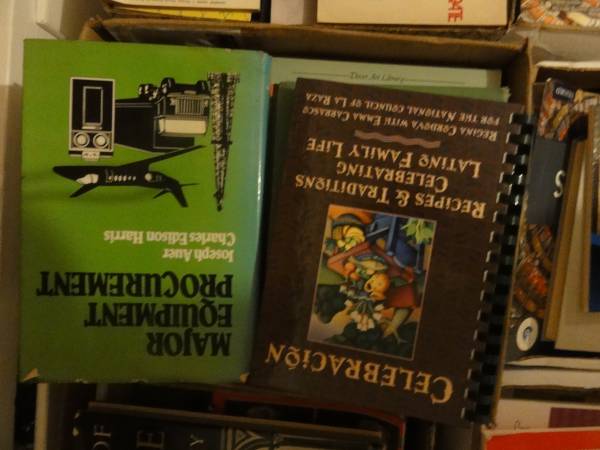 MAJOR
EQUIPMENT
PROCUREMENT
Joseph Auer
Charles Edison Harris
CELEBRACIÓN
RECIPES & TRADITIONS
CELEBRATING
LATINO FAMILY LIFE
REGINA CÓRDOVA WITH EMMA CARRASCO
FOR THE NATIONAL COUNCIL OF LA RAZA
Dover Art Library
OF